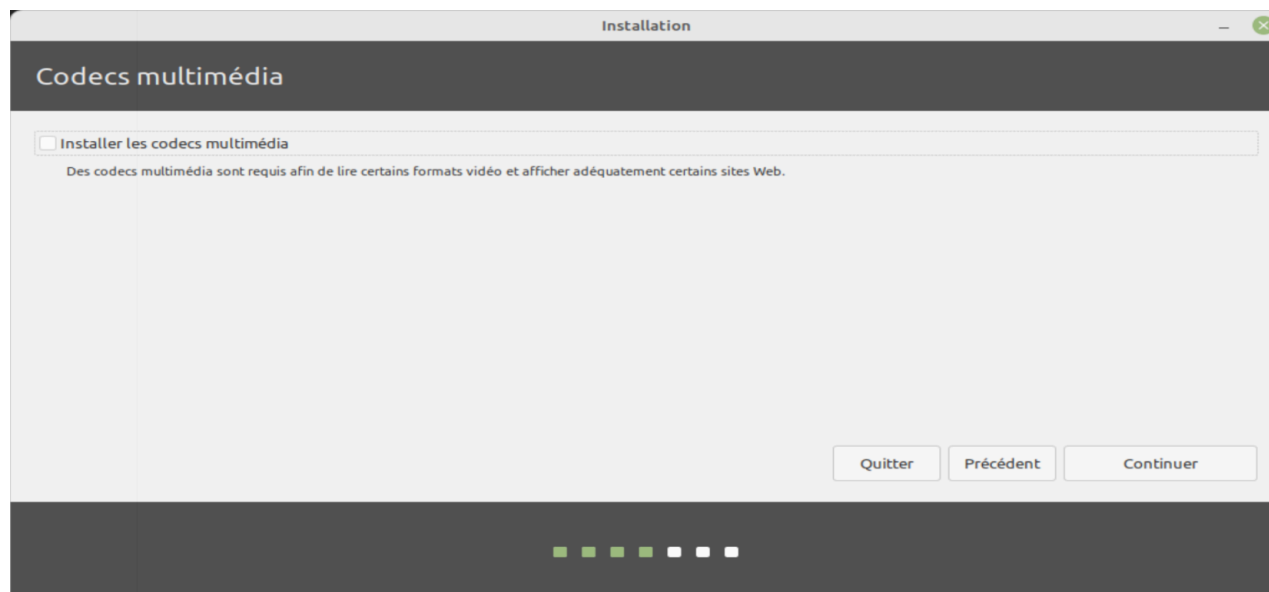 Installation
Codecs multimédia
Installer les codecs multimédia
Des codecs multimédia sont requis afin de lire certains formats vidéo et afficher adéquatement certains sites Web.
Quitter Précédent Continuer